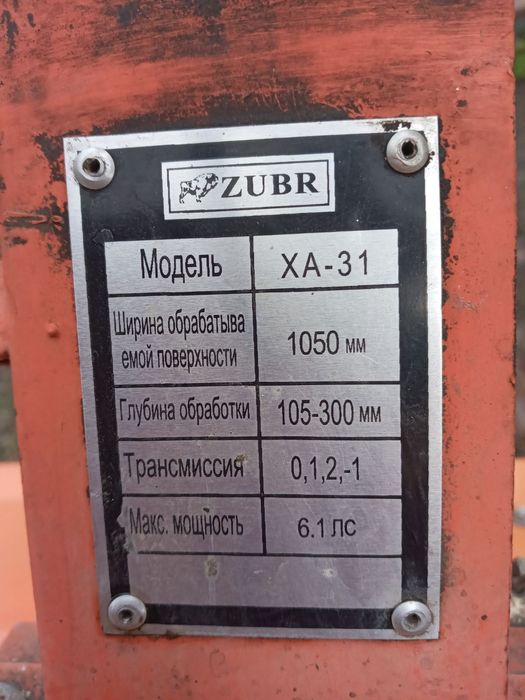 ZUBR
Модель XA-31
Ширина обрабатыва
емой поверхности 1050 мм
Глубина обработки 105-300 мм
Трансмиссия 0,1,2,-1
Макс. мощность 6.1 ЛС